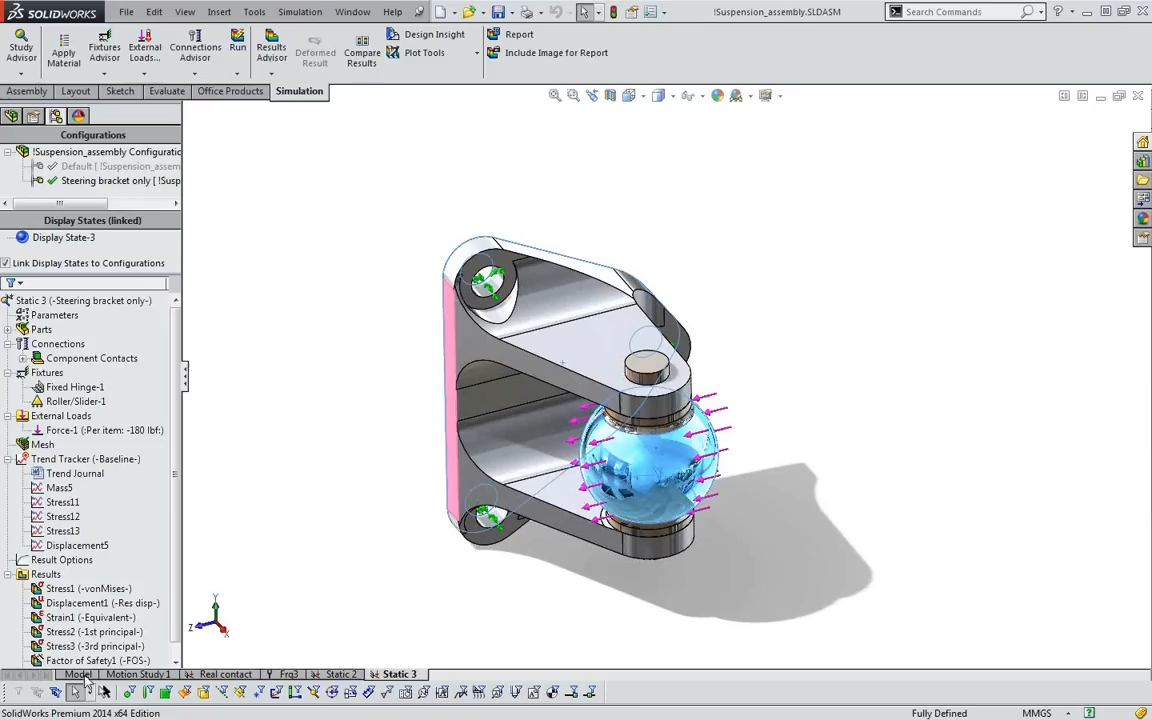 SOLIDWORKS
File Edit View Insert Tools Simulation Window Help
!Suspension_assembly.SLDASM
Search Commands
Study Advisor
Apply Material
Fixtures Advisor
External Loads...
Connections Advisor
Run
Results Advisor
Deformed Result
Compare Results
Design Insight
Plot Tools
Report
Include Image for Report
Assembly Layout Sketch Evaluate Office Products Simulation
Configurations
!Suspension_assembly Configuratio
Default [ !Suspension_assem
Steering bracket only [ !Susp
Display States (linked)
Display State-3
Link Display States to Configurations
Static 3 (-Steering bracket only-)
Parameters
Parts
Connections
Component Contacts
Fixtures
Fixed Hinge-1
Roller/Slider-1
External Loads
Force-1 (:Per item: -180 lbf:)
Mesh
Trend Tracker (-Baseline-)
Trend Journal
Mass5
Stress11
Stress12
Stress13
Displacement5
Result Options
Results
Stress1 (-vonMises-)
Displacement1 (-Res disp-)
Strain1 (-Equivalent-)
Stress2 (-1st principal-)
Stress3 (-3rd principal-)
Factor of Safety1 (-FOS-)
Y
Z
X
Model Motion Study 1 Real contact Frq3 Static 2 Static 3
SolidWorks Premium 2014 x64 Edition
Fully Defined
MMGS